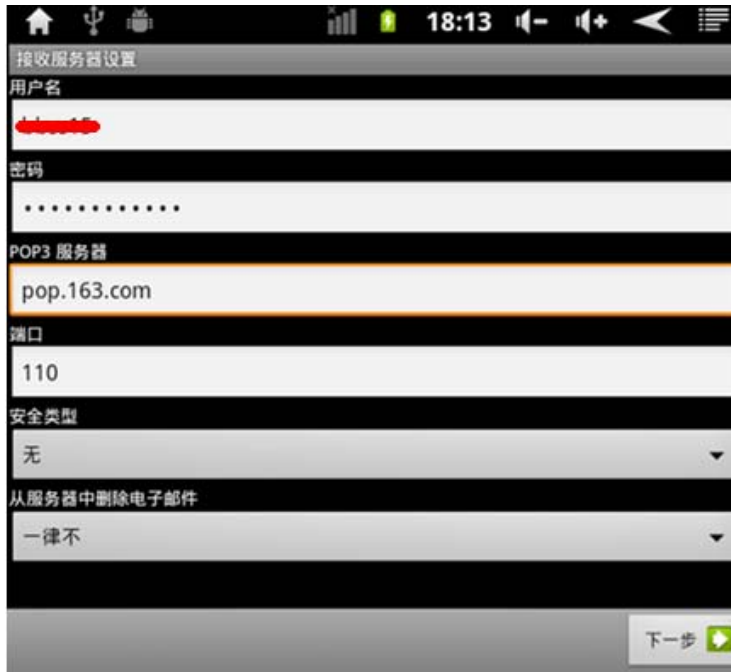 18:13
接收服务器设置
用户名
密码
POP3 服务器
pop.163.com
端口
110
安全类型
无
从服务器中删除电子邮件
一律不
下一步